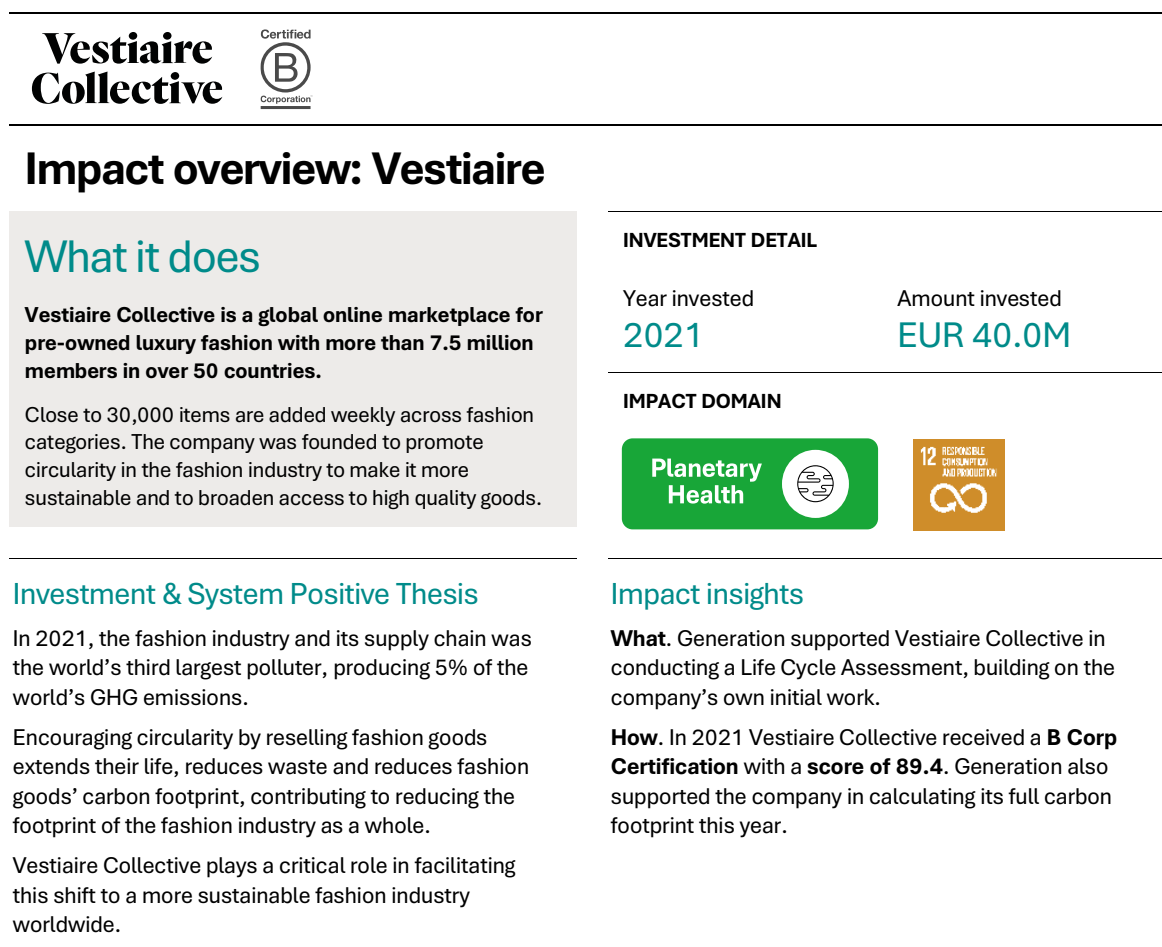 Vestiaire
Collective
Certified
B
Corporation
Impact overview: Vestiaire
What it does
Vestiaire Collective is a global online marketplace for
pre-owned luxury fashion with more than 7.5 million
members in over 50 countries.
Close to 30,000 items are added weekly across fashion
categories. The company was founded to promote
circularity in the fashion industry to make it more
sustainable and to broaden access to high quality goods.
INVESTMENT DETAIL
Year invested
2021
Amount invested
EUR 40.0M
IMPACT DOMAIN
Planetary
Health
12 RESPONSIBLE
CONSUMPTION
AND PRODUCTION
Investment & System Positive Thesis
In 2021, the fashion industry and its supply chain was
the world’s third largest polluter, producing 5% of the
world’s GHG emissions.
Encouraging circularity by reselling fashion goods
extends their life, reduces waste and reduces fashion
goods’ carbon footprint, contributing to reducing the
footprint of the fashion industry as a whole.
Vestiaire Collective plays a critical role in facilitating
this shift to a more sustainable fashion industry
worldwide.
Impact insights
What. Generation supported Vestiaire Collective in
conducting a Life Cycle Assessment, building on the
company’s own initial work.
How. In 2021 Vestiaire Collective received a B Corp
Certification with a score of 89.4. Generation also
supported the company in calculating its full carbon
footprint this year.